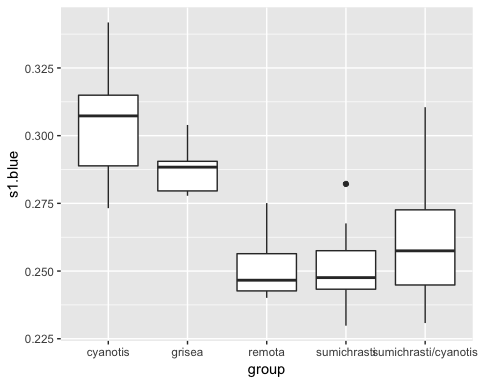 s1.blue
0.325
0.300
0.275
0.250
0.225
cyanotis grisea remota sumichrasti sumichrasti/cyanotis
group